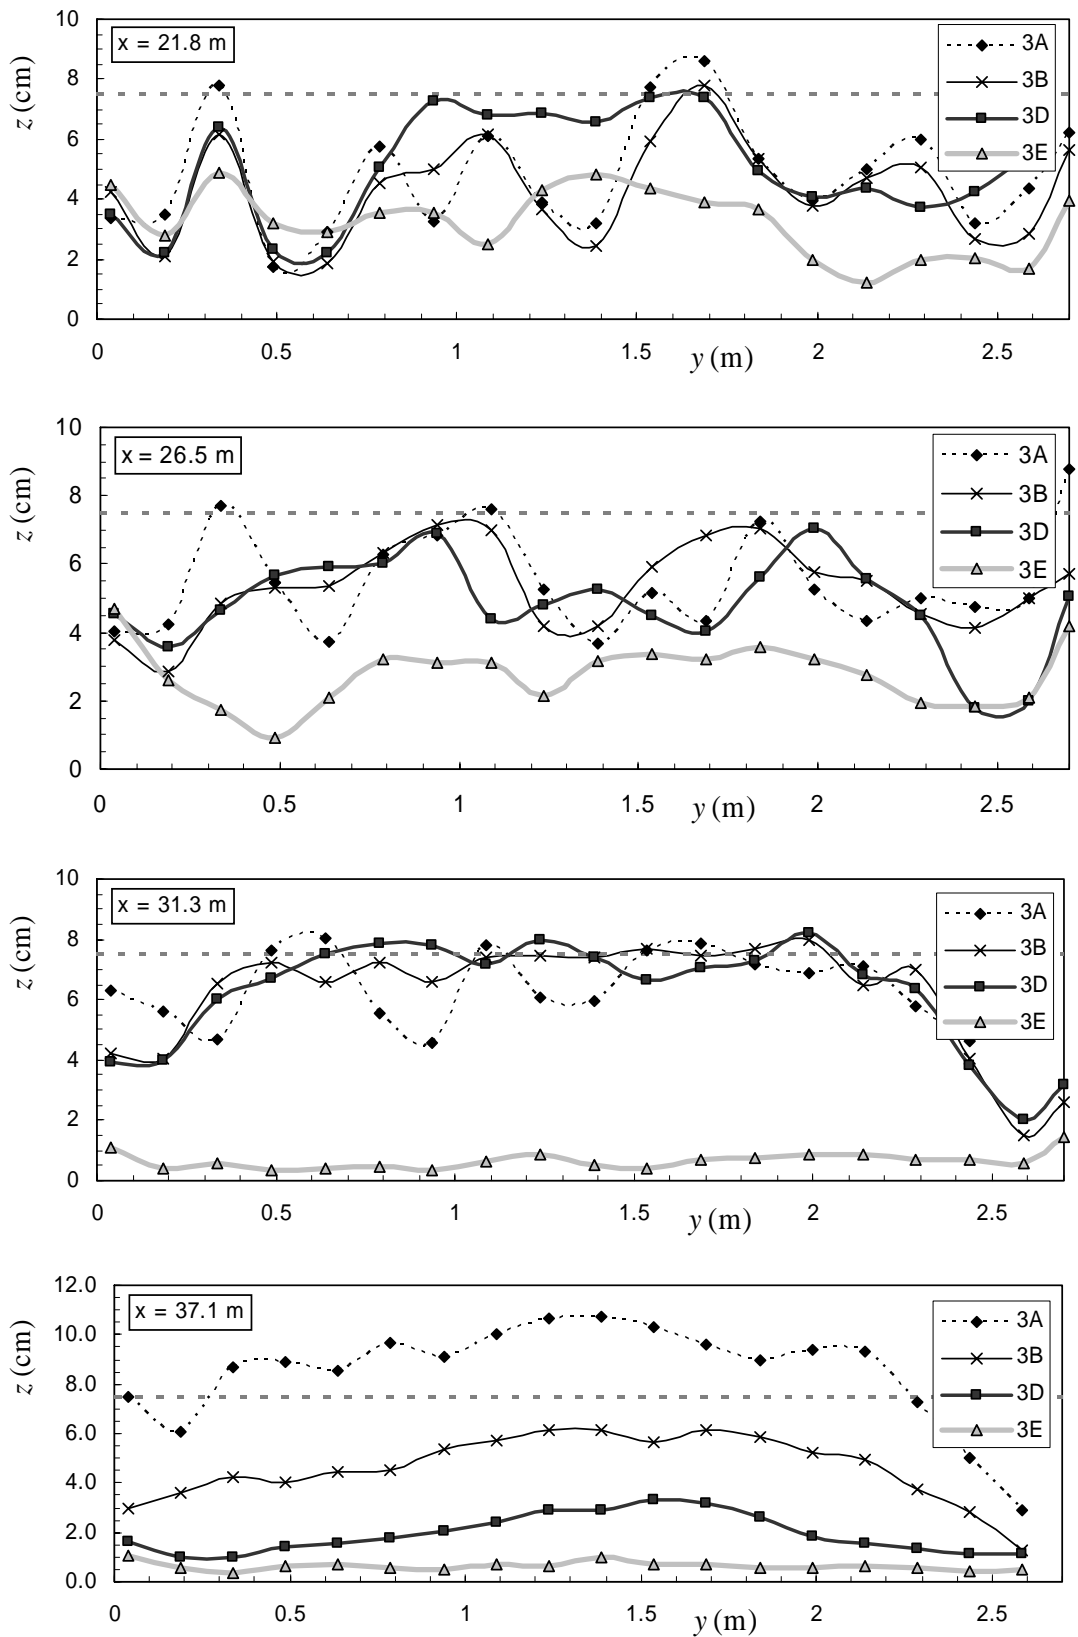 x = 21.8 m
z (cm)
10
8
6
4
2
0
0 0.5 1 1.5 2 2.5
y (m)
3A
3B
3D
3E
x = 26.5 m
z (cm)
10
8
6
4
2
0
0 0.5 1 1.5 2 2.5
y (m)
3A
3B
3D
3E
x = 31.3 m
z (cm)
10
8
6
4
2
0
0 0.5 1 1.5 2 2.5
y (m)
3A
3B
3D
3E
x = 37.1 m
z (cm)
12.0
10.0
8.0
6.0
4.0
2.0
0.0
0 0.5 1 1.5 2 2.5
y (m)
3A
3B
3D
3E